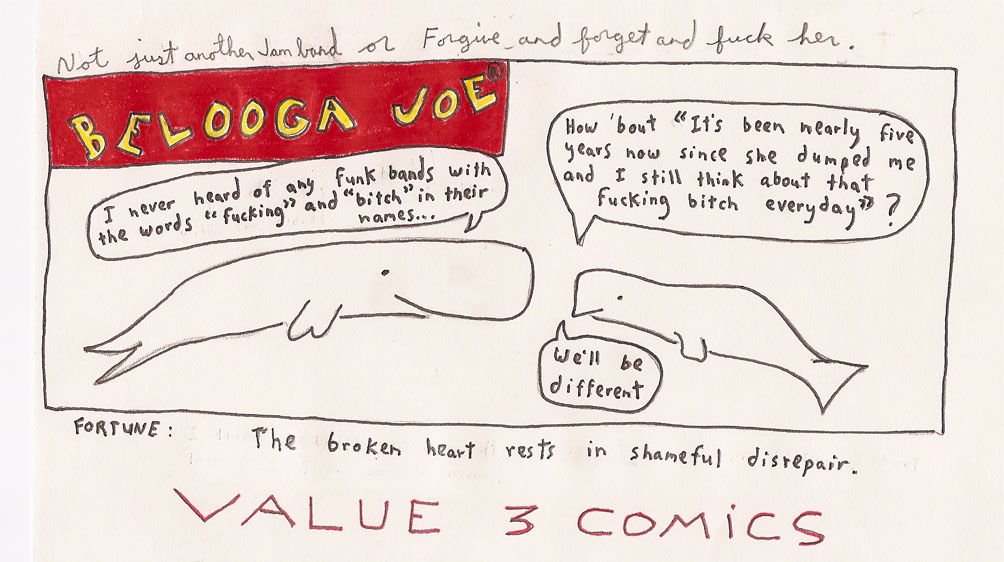 Not just another Jam band or Forgive and forget and fuck her.
BELOOGA JOE®
I never heard of any funk bands with
the words "fucking" and "bitch" in their
names...
How 'bout "It's been nearly five
years now since she dumped me
and I still think about that
fucking bitch everyday"?
We'll be
different
FORTUNE: The broken heart rests in shameful disrepair.
VALUE 3 COMiCS